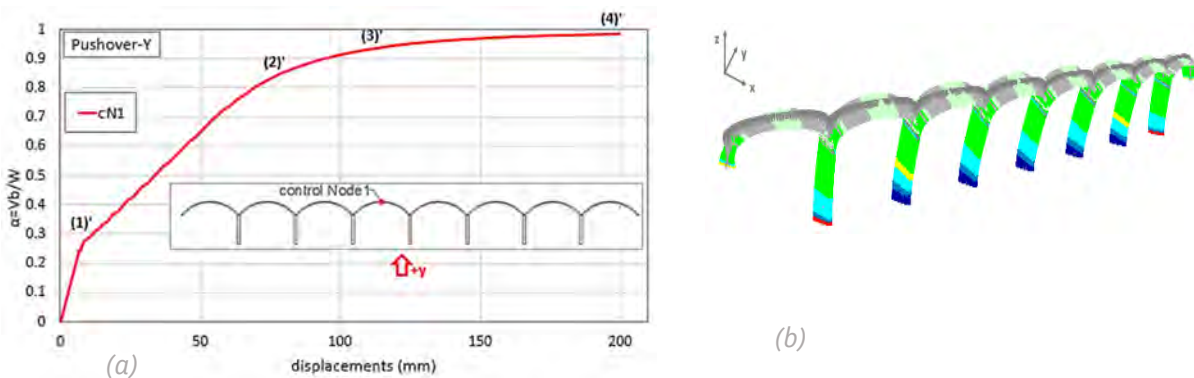 Pushover-Y
cN1
α=Vb/W
1
0.9
0.8
0.7
0.6
0.5
0.4
0.3
0.2
0.1
0
(1)'
(2)'
(3)'
(4)'
control Node1
+y
0 50 100 150 200
displacements (mm)
(a)
z
y
x
(b)